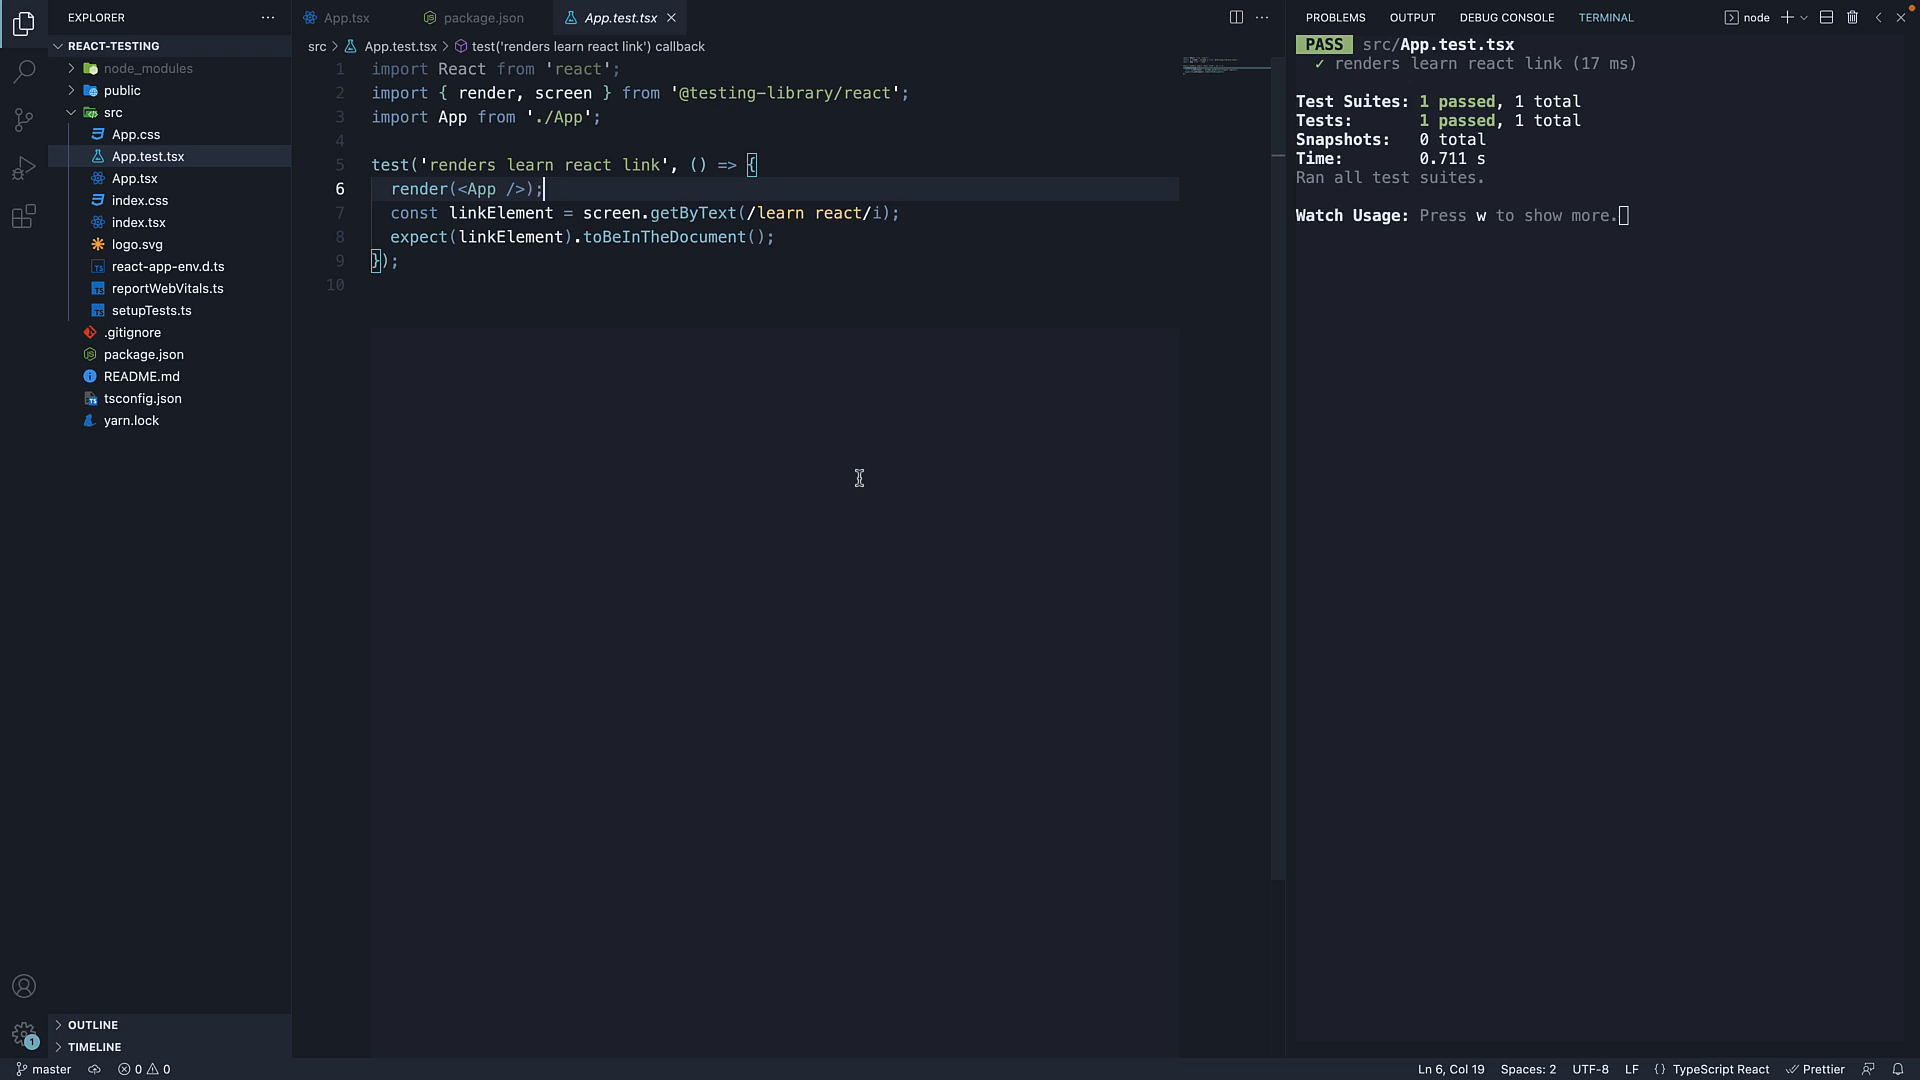 EXPLORER
REACT-TESTING
node_modules
public
src
App.css
App.test.tsx
App.tsx
index.css
index.tsx
logo.svg
react-app-env.d.ts
reportWebVitals.ts
setupTests.ts
.gitignore
package.json
README.md
tsconfig.json
yarn.lock
OUTLINE
TIMELINE
App.tsx package.json App.test.tsx
src App.test.tsx test('renders learn react link') callback
1 import React from 'react';
2 import { render, screen } from '@testing-library/react';
3 import App from './App';
4
5 test('renders learn react link', () => {
6 render(<App />);
7 const linkElement = screen.getByText(/learn react/i);
8 expect(linkElement).toBeInTheDocument();
9 });
10
PROBLEMS OUTPUT DEBUG CONSOLE TERMINAL node
PASS src/App.test.tsx
✓ renders learn react link (17 ms)
Test Suites: 1 passed, 1 total
Tests: 1 passed, 1 total
Snapshots: 0 total
Time: 0.711 s
Ran all test suites.
Watch Usage: Press w to show more.
1
master 0 0 Ln 6, Col 19 Spaces: 2 UTF-8 LF {} TypeScript React Prettier